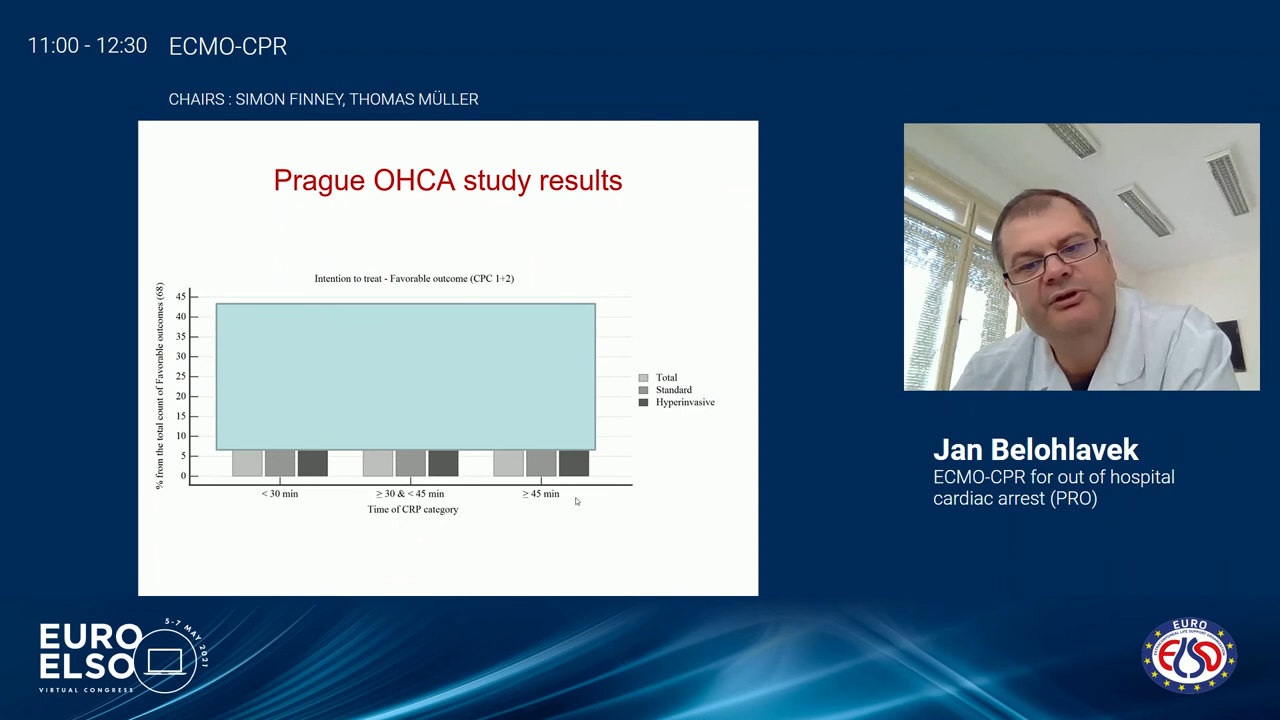 11:00 - 12:30 ECMO-CPR
CHAIRS : SIMON FINNEY, THOMAS MÜLLER
Prague OHCA study results
Intention to treat - Favorable outcome (CPC 1+2)
% from the total count of Favorable outcomes (68)
45
40
35
30
25
20
15
10
5
0
< 30 min
≥ 30 & < 45 min
≥ 45 min
Time of CRP category
Total
Standard
Hyperinvasive
Jan Belohlavek
ECMO-CPR for out of hospital
cardiac arrest (PRO)
EURO
ELSO
VIRTUAL CONGRESS
5-7 MAY 2021
EURO
ELSO